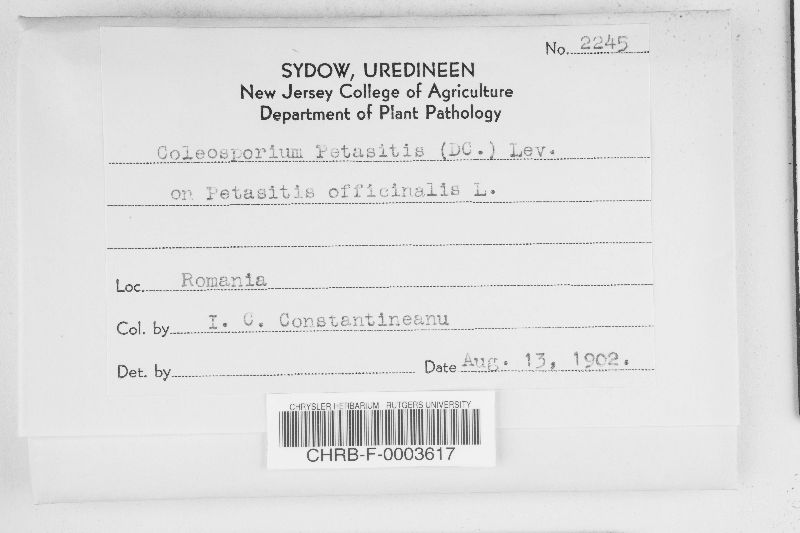 No. 2245
SYDOW, UREDINEEN
New Jersey College of Agriculture
Department of Plant Pathology
Coleosporium Petasitis (DC.) Lev.
on Petasitis officinalis L.
Loc. Romania
Col. by I. C. Constantineanu
Det. by
Date Aug. 13, 1902.
CHRYSLER HERBARIUM RUTGERS UNIVERSITY
CHRB-F-0003617